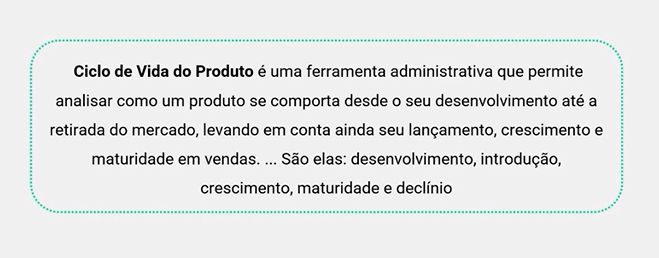 Ciclo de Vida do Produto é uma ferramenta administrativa que permite
analisar como um produto se comporta desde o seu desenvolvimento até a
retirada do mercado, levando em conta ainda seu lançamento, crescimento e
maturidade em vendas. ... São elas: desenvolvimento, introdução,
crescimento, maturidade e declínio